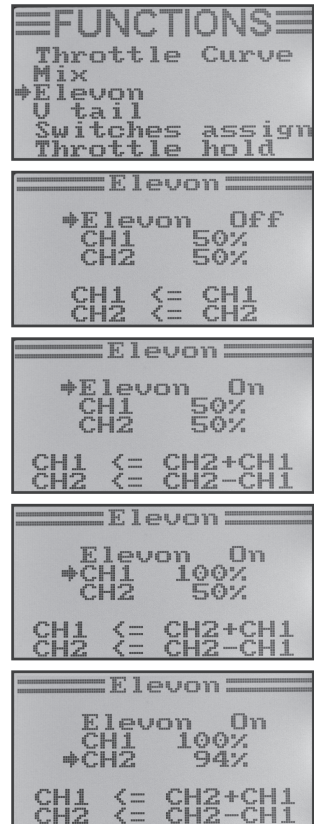 FUNCTIONS
Throttle Curve
Mix
➔Elevon
V tail
Switches assign
Throttle hold
Elevon
➔Elevon Off
CH1 50%
CH2 50%
CH1 <= CH1
CH2 <= CH2
Elevon
➔Elevon On
CH1 50%
CH2 50%
CH1 <= CH2+CH1
CH2 <= CH2-CH1
Elevon
Elevon On
➔CH1 100%
CH2 50%
CH1 <= CH2+CH1
CH2 <= CH2-CH1
Elevon
Elevon On
CH1 100%
➔CH2 94%
CH1 <= CH2+CH1
CH2 <= CH2-CH1